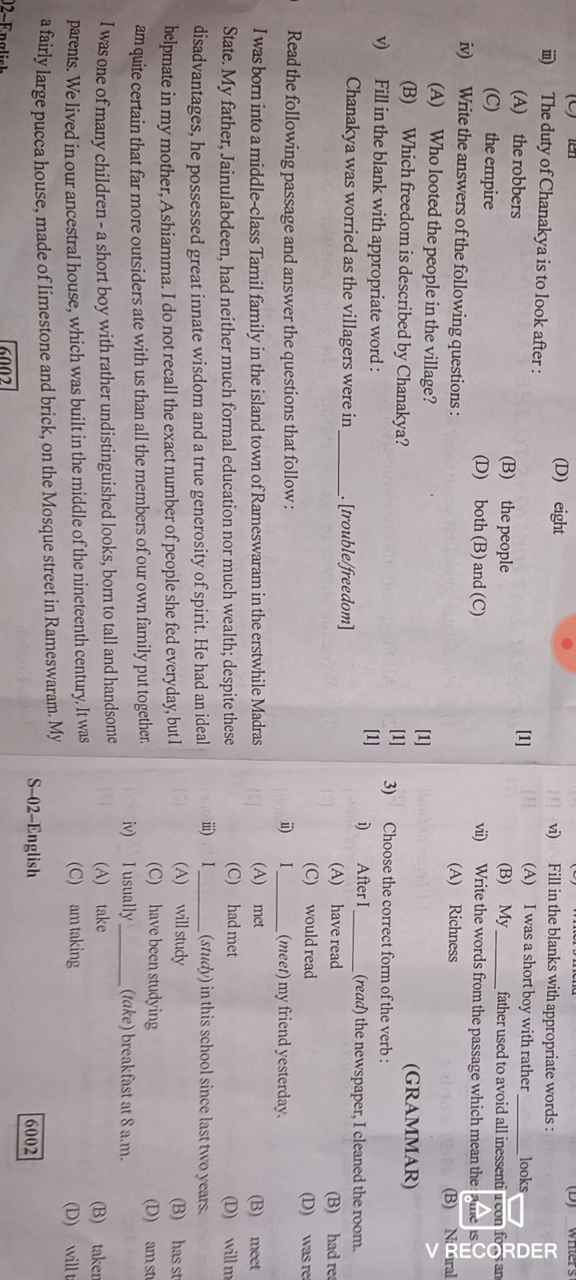 (D) eight
iii) The duty of Chanakya is to look after :
(A) the robbers (B) the people
(C) the empire (D) both (B) and (C) [1]
iv) Write the answers of the following questions :
(A) Who looted the people in the village? [1]
(B) Which freedom is described by Chanakya? [1]
v) Fill in the blank with appropriate word :
Chanakya was worried as the villagers were in ______. [trouble/freedom] [1]
Read the following passage and answer the questions that follow :
I was born into a middle-class Tamil family in the island town of Rameswaram in the erstwhile Madras
State. My father, Jainulabdeen, had neither much formal education nor much wealth; despite these
disadvantages, he possessed great innate wisdom and a true generosity of spirit. He had an ideal
helpmate in my mother, Ashiamma. I do not recall the exact number of people she fed everyday, but I
am quite certain that far more outsiders ate with us than all the members of our own family put together.
I was one of many children - a short boy with rather undistinguished looks, born to tall and handsome
parents. We lived in our ancestral house, which was built in the middle of the nineteenth century. It was
a fairly large pucca house, made of limestone and brick, on the Mosque street in Rameswaram. My
02-English 6002
vi) Fill in the blanks with appropriate words :
(A) I was a short boy with rather ______ looks
(B) My ______ father used to avoid all inessenti
vii) Write the words from the passage which mean the
(A) Richness (B)
(GRAMMAR)
3) Choose the correct form of the verb :
i) After I ______ (read) the newspaper, I cleaned the room.
(A) have read (B) had re
(C) would read (D) was re
ii) I ______ (meet) my friend yesterday.
(A) met (B) meet
(C) had met (D) will m
iii) I ______ (study) in this school since last two years.
(A) will study (B) has st
(C) have been studying (D) am st
iv) I usually ______ (take) breakfast at 8 a.m.
(A) take (B) taken
(C) am taking (D) will t
S-02-English 6002
V RECORDER